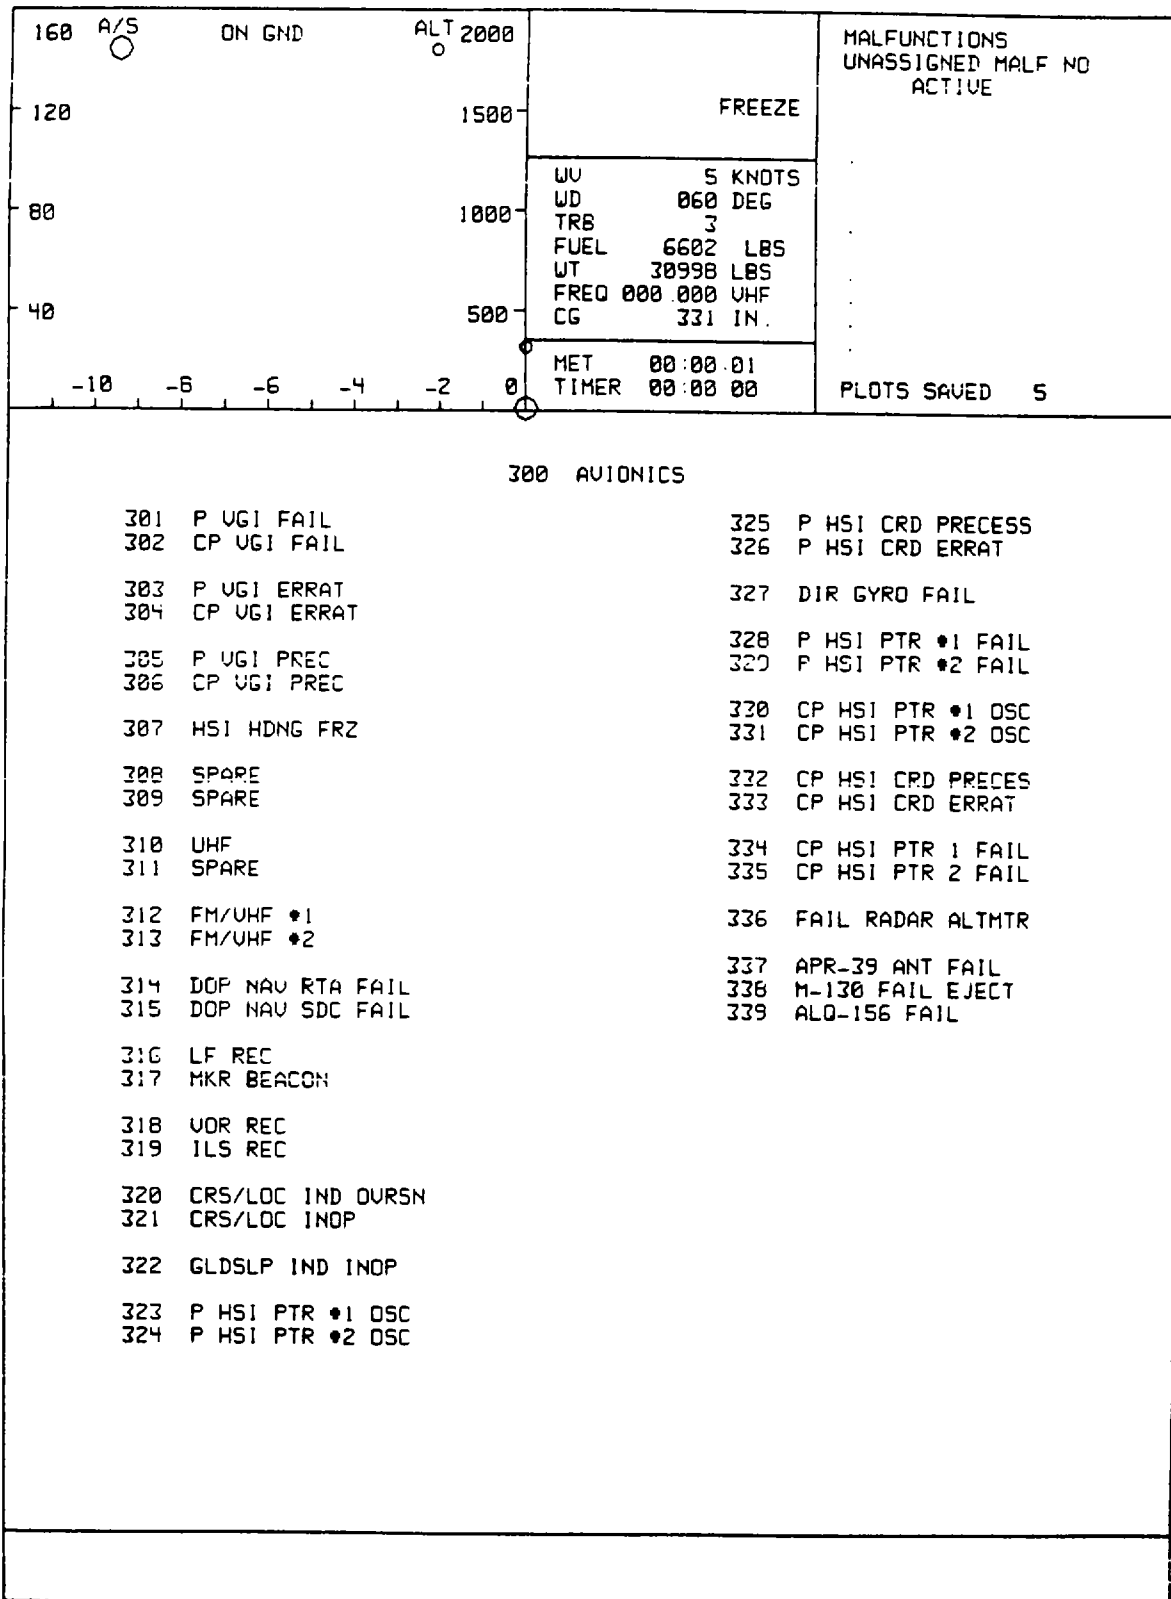 160 A/S ON GND ALT 2000
120 1500
80 1000
40 500
-10 -8 -6 -4 -2 0
FREEZE
WV 5 KNOTS
WD 060 DEG
TRB 3
FUEL 6602 LBS
WT 30998 LBS
FREQ 000.000 VHF
CG 331 IN.
MET 00:00:01
TIMER 00:00 00
MALFUNCTIONS
UNASSIGNED MALF NO
ACTIVE
PLOTS SAVED 5
300 AVIONICS
301 P VGI FAIL
302 CP VGI FAIL
303 P VGI ERRAT
304 CP VGI ERRAT
305 P VGI PREC
306 CP VGI PREC
307 HSI HDNG FRZ
308 SPARE
309 SPARE
310 UHF
311 SPARE
312 FM/VHF #1
313 FM/VHF #2
314 DOP NAV RTA FAIL
315 DOP NAV SDC FAIL
316 LF REC
317 MKR BEACON
318 VOR REC
319 ILS REC
320 CRS/LOC IND OVRSN
321 CRS/LOC INOP
322 GLDSLP IND INOP
323 P HSI PTR #1 OSC
324 P HSI PTR #2 OSC
325 P HSI CRD PRECESS
326 P HSI CRD ERRAT
327 DIR GYRO FAIL
328 P HSI PTR #1 FAIL
329 P HSI PTR #2 FAIL
330 CP HSI PTR #1 OSC
331 CP HSI PTR #2 OSC
332 CP HSI CRD PRECES
333 CP HSI CRD ERRAT
334 CP HSI PTR 1 FAIL
335 CP HSI PTR 2 FAIL
336 FAIL RADAR ALTMTR
337 APR-39 ANT FAIL
338 M-130 FAIL EJECT
339 ALQ-156 FAIL